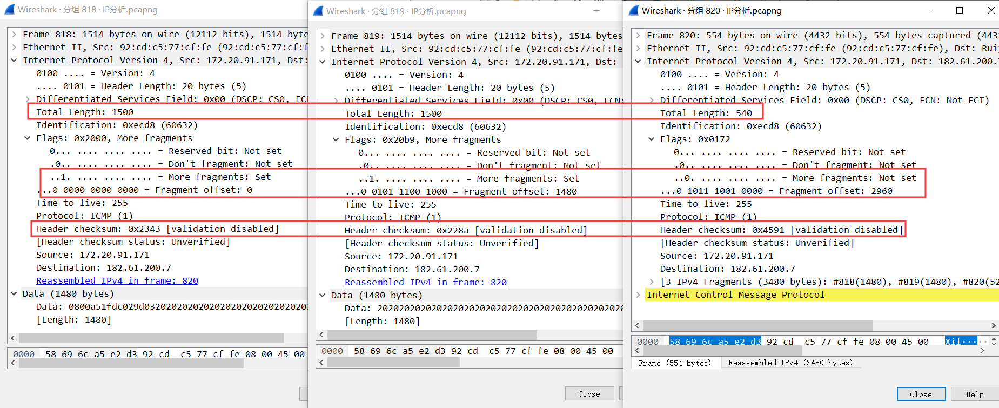 Wireshark · 分组 818 · IP分析.pcapng
Frame 818: 1514 bytes on wire (12112 bits), 1514 byte
Ethernet II, Src: 92:cd:c5:77:cf:fe (92:cd:c5:77:cf:f
Internet Protocol Version 4, Src: 172.20.91.171, Dst:
0100 .... = Version: 4
.... 0101 = Header Length: 20 bytes (5)
Differentiated Services Field: 0x00 (DSCP: CS0, EC
Total Length: 1500
Identification: 0xecd8 (60632)
Flags: 0x2000, More fragments
0... .... .... .... = Reserved bit: Not set
.0.. .... .... .... = Don't fragment: Not set
..1. .... .... .... = More fragments: Set
...0 0000 0000 0000 = Fragment offset: 0
Time to live: 255
Protocol: ICMP (1)
Header checksum: 0x2343 [validation disabled]
[Header checksum status: Unverified]
Source: 172.20.91.171
Destination: 182.61.200.7
Reassembled IPv4 in frame: 820
Data (1480 bytes)
Data: 0800a51fdc029d03202020202020202020202020202
[Length: 1480]
0000 58 69 6c a5 e2 d3 92 cd c5 77 cf fe 08 00 45 00
Wireshark · 分组 819 · IP分析.pcapng
Frame 819: 1514 bytes on wire (12112 bits), 1514 bytes
Ethernet II, Src: 92:cd:c5:77:cf:fe (92:cd:c5:77:cf:fe
Internet Protocol Version 4, Src: 172.20.91.171, Dst:
0100 .... = Version: 4
.... 0101 = Header Length: 20 bytes (5)
Differentiated Services Field: 0x00 (DSCP: CS0, ECN:
Total Length: 1500
Identification: 0xecd8 (60632)
Flags: 0x20b9, More fragments
0... .... .... .... = Reserved bit: Not set
.0.. .... .... .... = Don't fragment: Not set
..1. .... .... .... = More fragments: Set
...0 0101 1100 1000 = Fragment offset: 1480
Time to live: 255
Protocol: ICMP (1)
Header checksum: 0x228a [validation disabled]
[Header checksum status: Unverified]
Source: 172.20.91.171
Destination: 182.61.200.7
Reassembled IPv4 in frame: 820
Data (1480 bytes)
Data: 2020202020202020202020202020202020202020202020
[Length: 1480]
0000 58 69 6c a5 e2 d3 92 cd c5 77 cf fe 08 00 45 00
Close
Wireshark · 分组 820 · IP分析.pcapng
Frame 820: 554 bytes on wire (4432 bits), 554 bytes captured (443
Ethernet II, Src: 92:cd:c5:77:cf:fe (92:cd:c5:77:cf:fe), Dst: Rui
Internet Protocol Version 4, Src: 172.20.91.171, Dst: 182.61.200.
0100 .... = Version: 4
.... 0101 = Header Length: 20 bytes (5)
Differentiated Services Field: 0x00 (DSCP: CS0, ECN: Not-ECT)
Total Length: 540
Identification: 0xecd8 (60632)
Flags: 0x0172
0... .... .... .... = Reserved bit: Not set
.0.. .... .... .... = Don't fragment: Not set
..0. .... .... .... = More fragments: Not set
...0 1011 1001 0000 = Fragment offset: 2960
Time to live: 255
Protocol: ICMP (1)
Header checksum: 0x4591 [validation disabled]
[Header checksum status: Unverified]
Source: 172.20.91.171
Destination: 182.61.200.7
[3 IPv4 Fragments (3480 bytes): #818(1480), #819(1480), #820(52
Internet Control Message Protocol
0000 58 69 6c a5 e2 d3 92 cd c5 77 cf fe 08 00 45 00 Xil·····
Frame (554 bytes) Reassembled IPv4 (3480 bytes)
Close Help